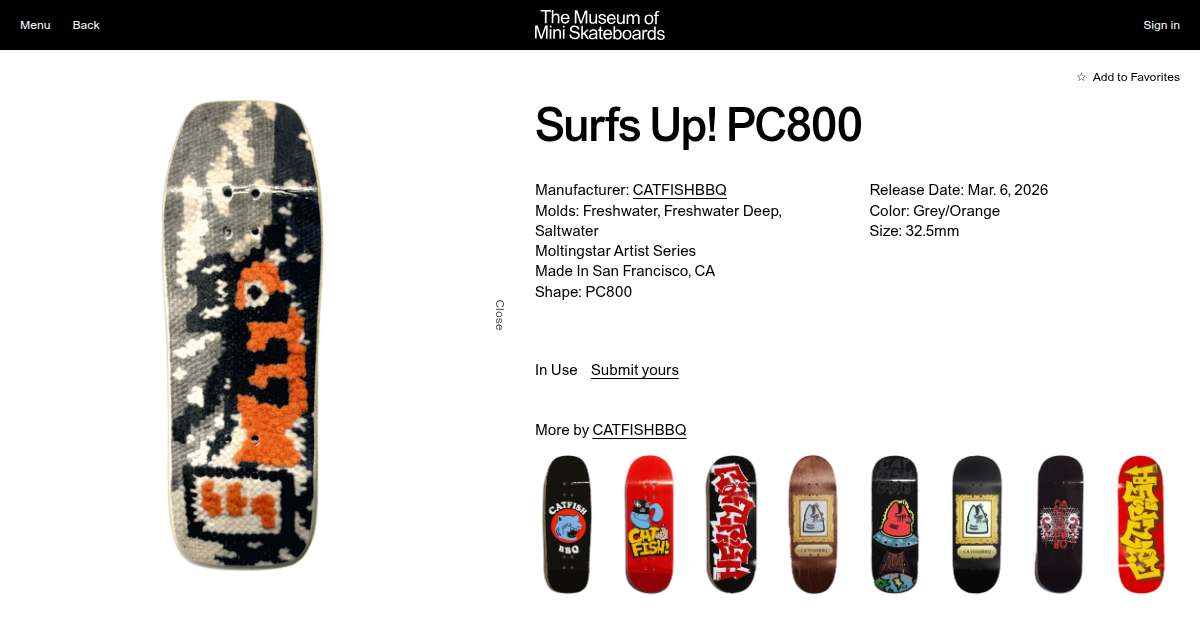 Menu
Back
The Museum of
Mini Skateboards
Sign in
☆ Add to Favorites
Surfs Up! PC800
Manufacturer: CATFISHBBQ
Molds: Freshwater, Freshwater Deep,
Saltwater
Moltingstar Artist Series
Made In San Francisco, CA
Shape: PC800
Release Date: Mar. 6, 2026
Color: Grey/Orange
Size: 32.5mm
Close
In Use
Submit yours
More by CATFISHBBQ
CATFISH
BBQ
CAT
FISH!
CATFISHBBQ
CATFISHBBQ